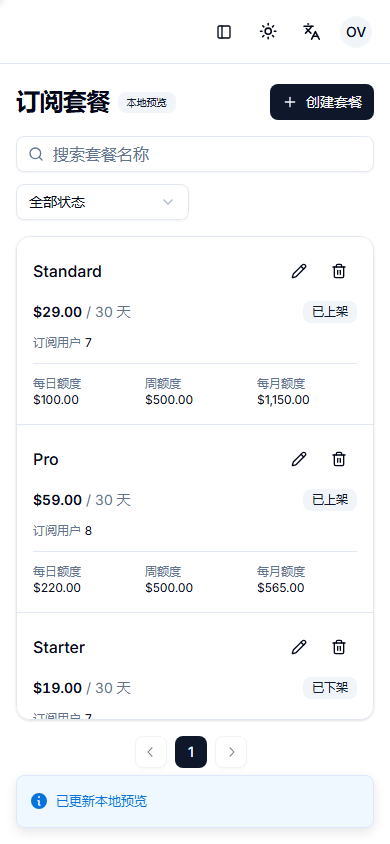 OV
订阅套餐 本地预览 创建套餐
搜索套餐名称
全部状态
Standard
$29.00 / 30 天 已上架
订阅用户 7
每日额度 周额度 每月额度
$100.00 $500.00 $1,150.00
Pro
$59.00 / 30 天 已上架
订阅用户 8
每日额度 周额度 每月额度
$220.00 $500.00 $565.00
Starter
$19.00 / 30 天 已下架
订阅用户 7
1
已更新本地预览